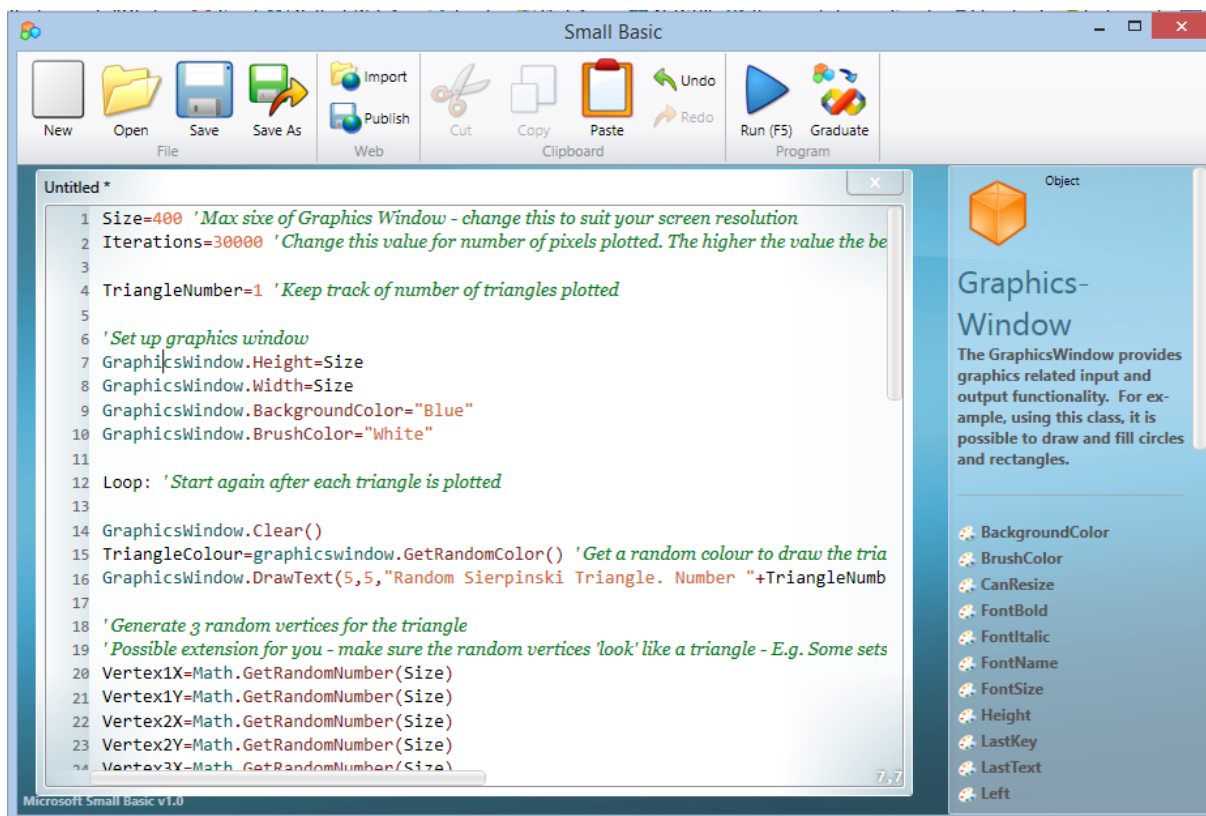 Small Basic
New
Open
Save
Save As
Import
Publish
Cut
Copy
Paste
Undo
Redo
Run (F5)
Graduate
File
Web
Clipboard
Program
Untitled *
x
1 Size=400 'Max sixe of Graphics Window - change this to suit your screen resolution
2 Iterations=30000 'Change this value for number of pixels plotted. The higher the value the be
3
4 TriangleNumber=1 'Keep track of number of triangles plotted
5
6 'Set up graphics window
7 GraphicsWindow.Height=Size
8 GraphicsWindow.Width=Size
9 GraphicsWindow.BackgroundColor="Blue"
10 GraphicsWindow.BrushColor="White"
11
12 Loop: 'Start again after each triangle is plotted
13
14 GraphicsWindow.Clear()
15 TriangleColour=graphicswindow.GetRandomColor() 'Get a random colour to draw the tria
16 GraphicsWindow.DrawText(5,5,"Random Sierpinski Triangle. Number "+TriangleNumb
17
18 'Generate 3 random vertices for the triangle
19 'Possible extension for you - make sure the random vertices 'look' like a triangle - E.g. Some sets
20 Vertex1X=Math.GetRandomNumber(Size)
21 Vertex1Y=Math.GetRandomNumber(Size)
22 Vertex2X=Math.GetRandomNumber(Size)
23 Vertex2Y=Math.GetRandomNumber(Size)
24 Vertex3X=Math.GetRandomNumber(Size)
7,7
Microsoft Small Basic v1.0
Object
Graphics-
Window
The GraphicsWindow provides
graphics related input and
output functionality. For ex-
ample, using this class, it is
possible to draw and fill circles
and rectangles.
BackgroundColor
BrushColor
CanResize
FontBold
FontItalic
FontName
FontSize
Height
LastKey
LastText
Left